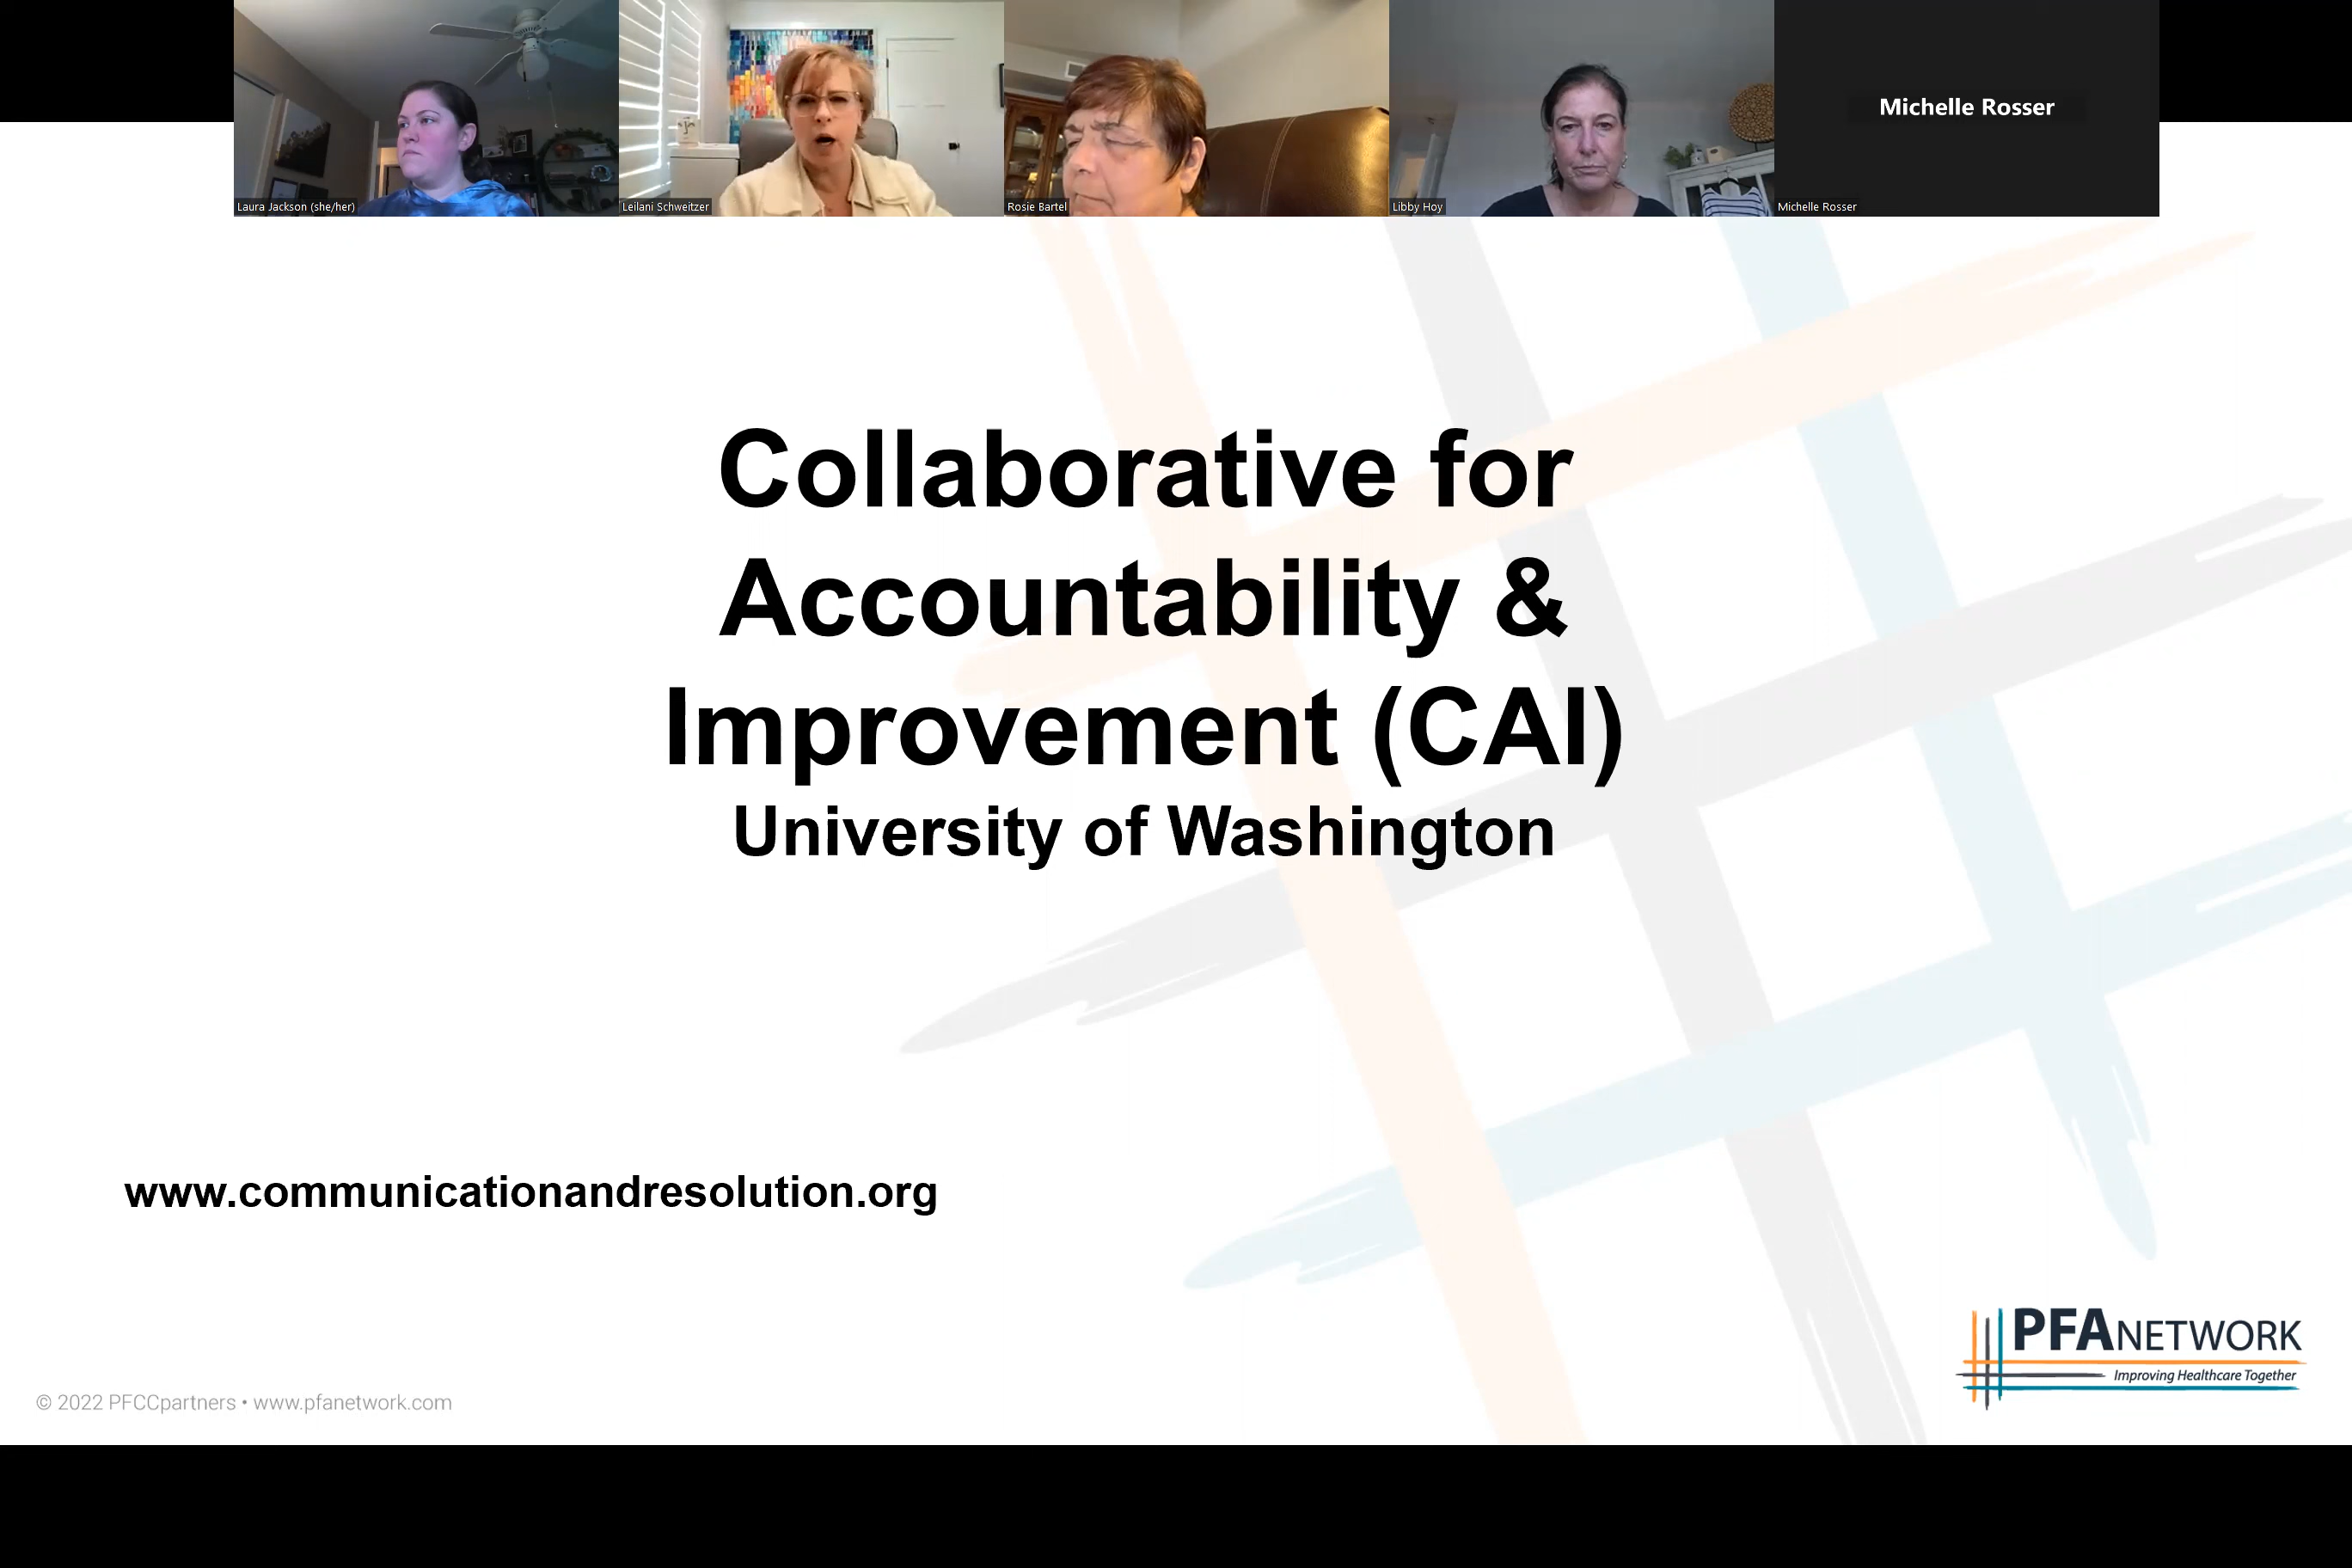 Michelle Rosser
Laura Jackson (she/her)
Leilani Schweitzer
Rosie Bartel
Libby Hoy
Michelle Rosser
Collaborative for
Accountability &
Improvement (CAI)
University of Washington
www.communicationandresolution.org
PFANETWORK
Improving Healthcare Together
© 2022 PFCCpartners • www.pfanetwork.com